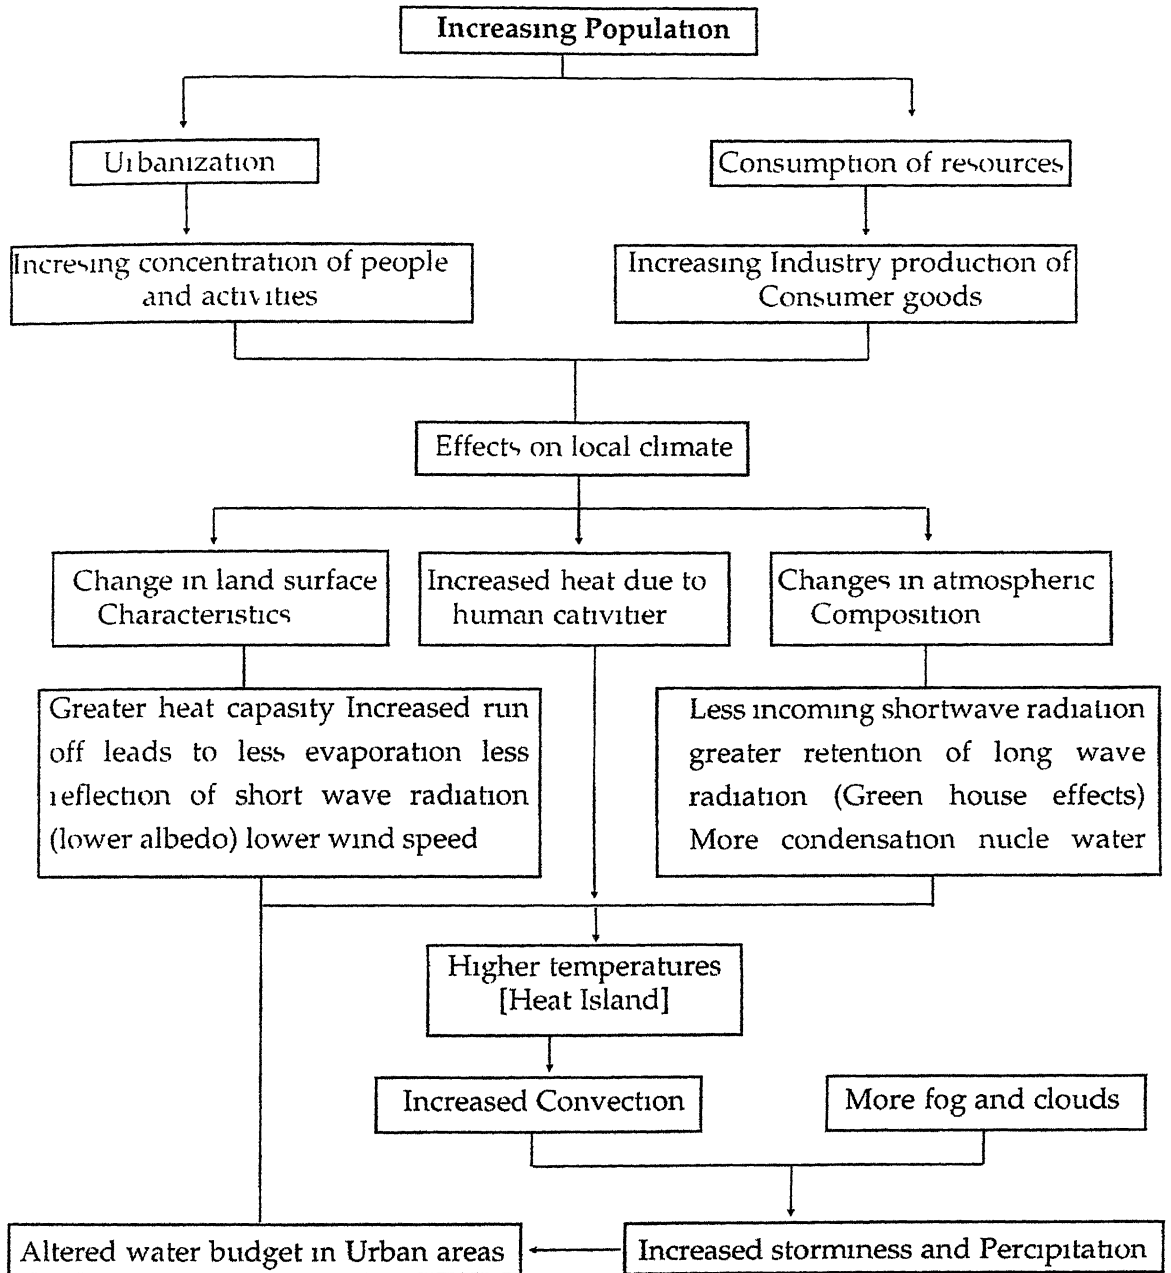 Increasing Population
Urbanization
Consumption of resources
Incresing concentration of people
and activities
Increasing Industry production of
Consumer goods
Effects on local climate
Change in land surface
Characteristics
Increased heat due to
human cativitier
Changes in atmospheric
Composition
Greater heat capasity Increased run
off leads to less evaporation less
reflection of short wave radiation
(lower albedo) lower wind speed
Less incoming shortwave radiation
greater retention of long wave
radiation (Green house effects)
More condensation nucle water
Higher temperatures
[Heat Island]
Increased Convection
More fog and clouds
Altered water budget in Urban areas
Increased storminess and Percipitation